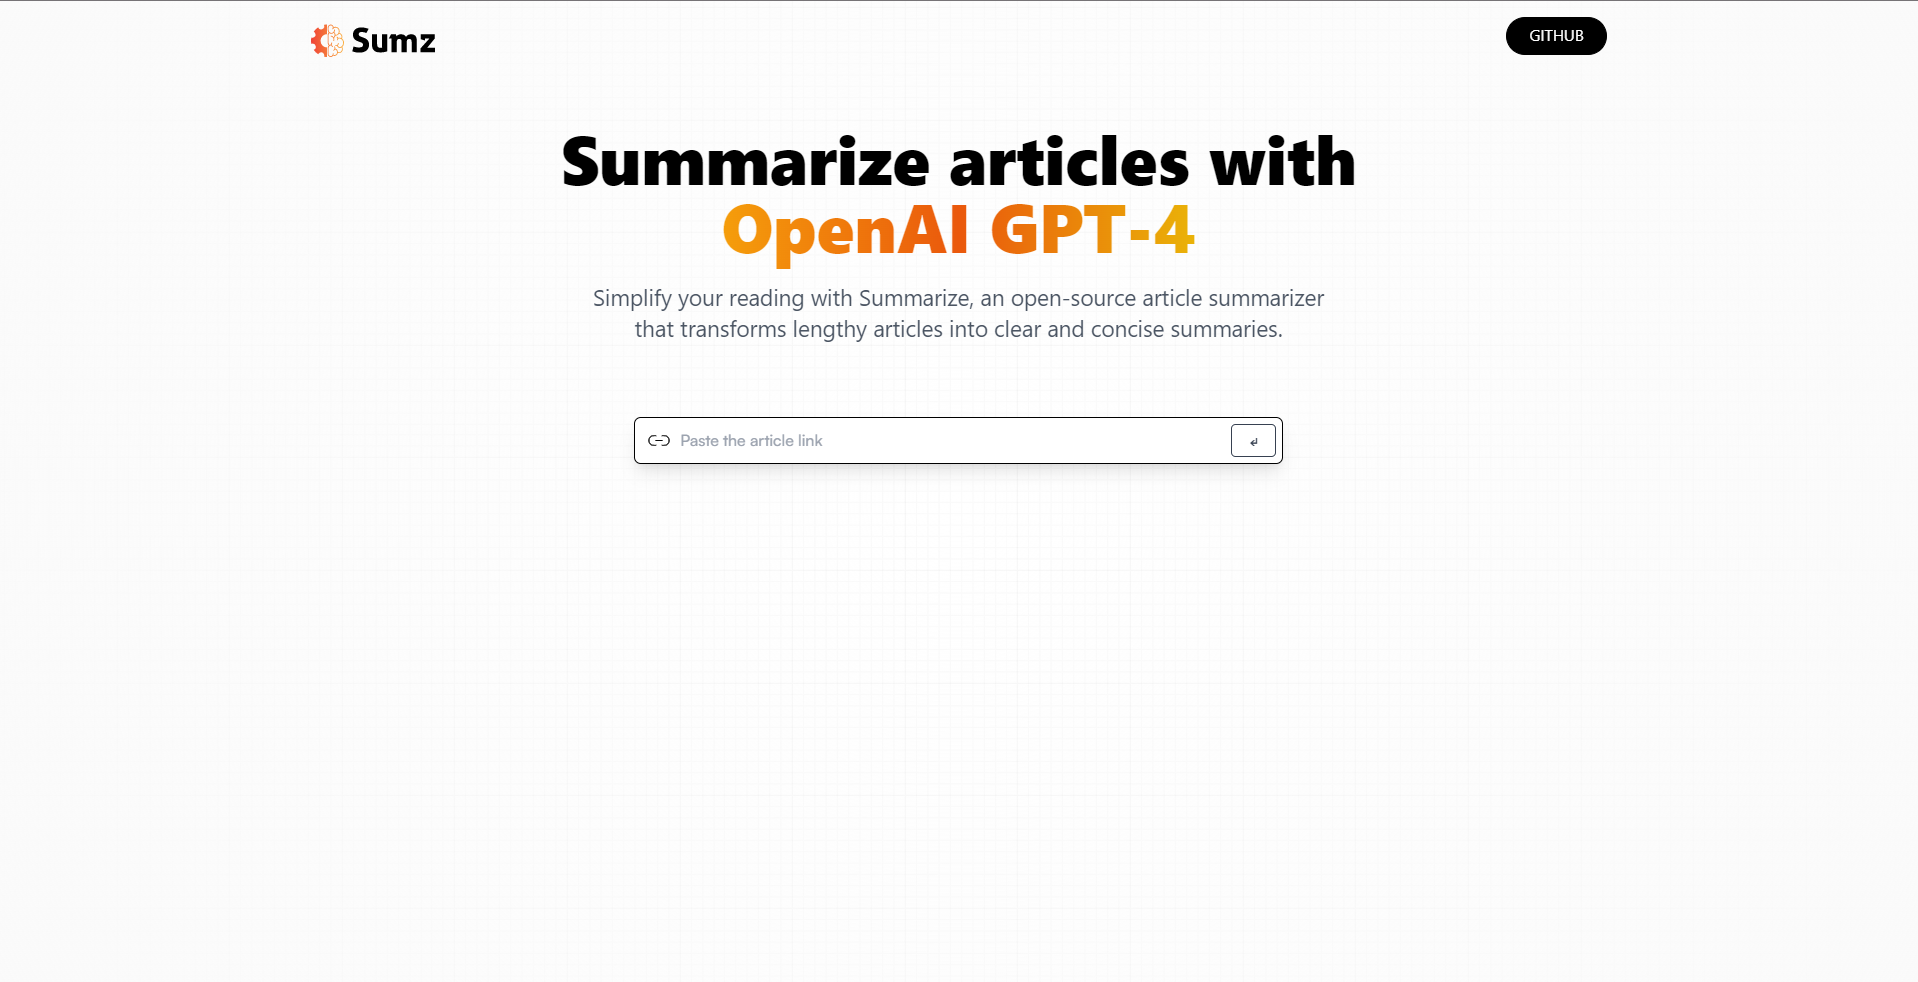 Sumz
GITHUB
Summarize articles with
OpenAI GPT-4
Simplify your reading with Summarize, an open-source article summarizer
that transforms lengthy articles into clear and concise summaries.
Paste the article link
↵